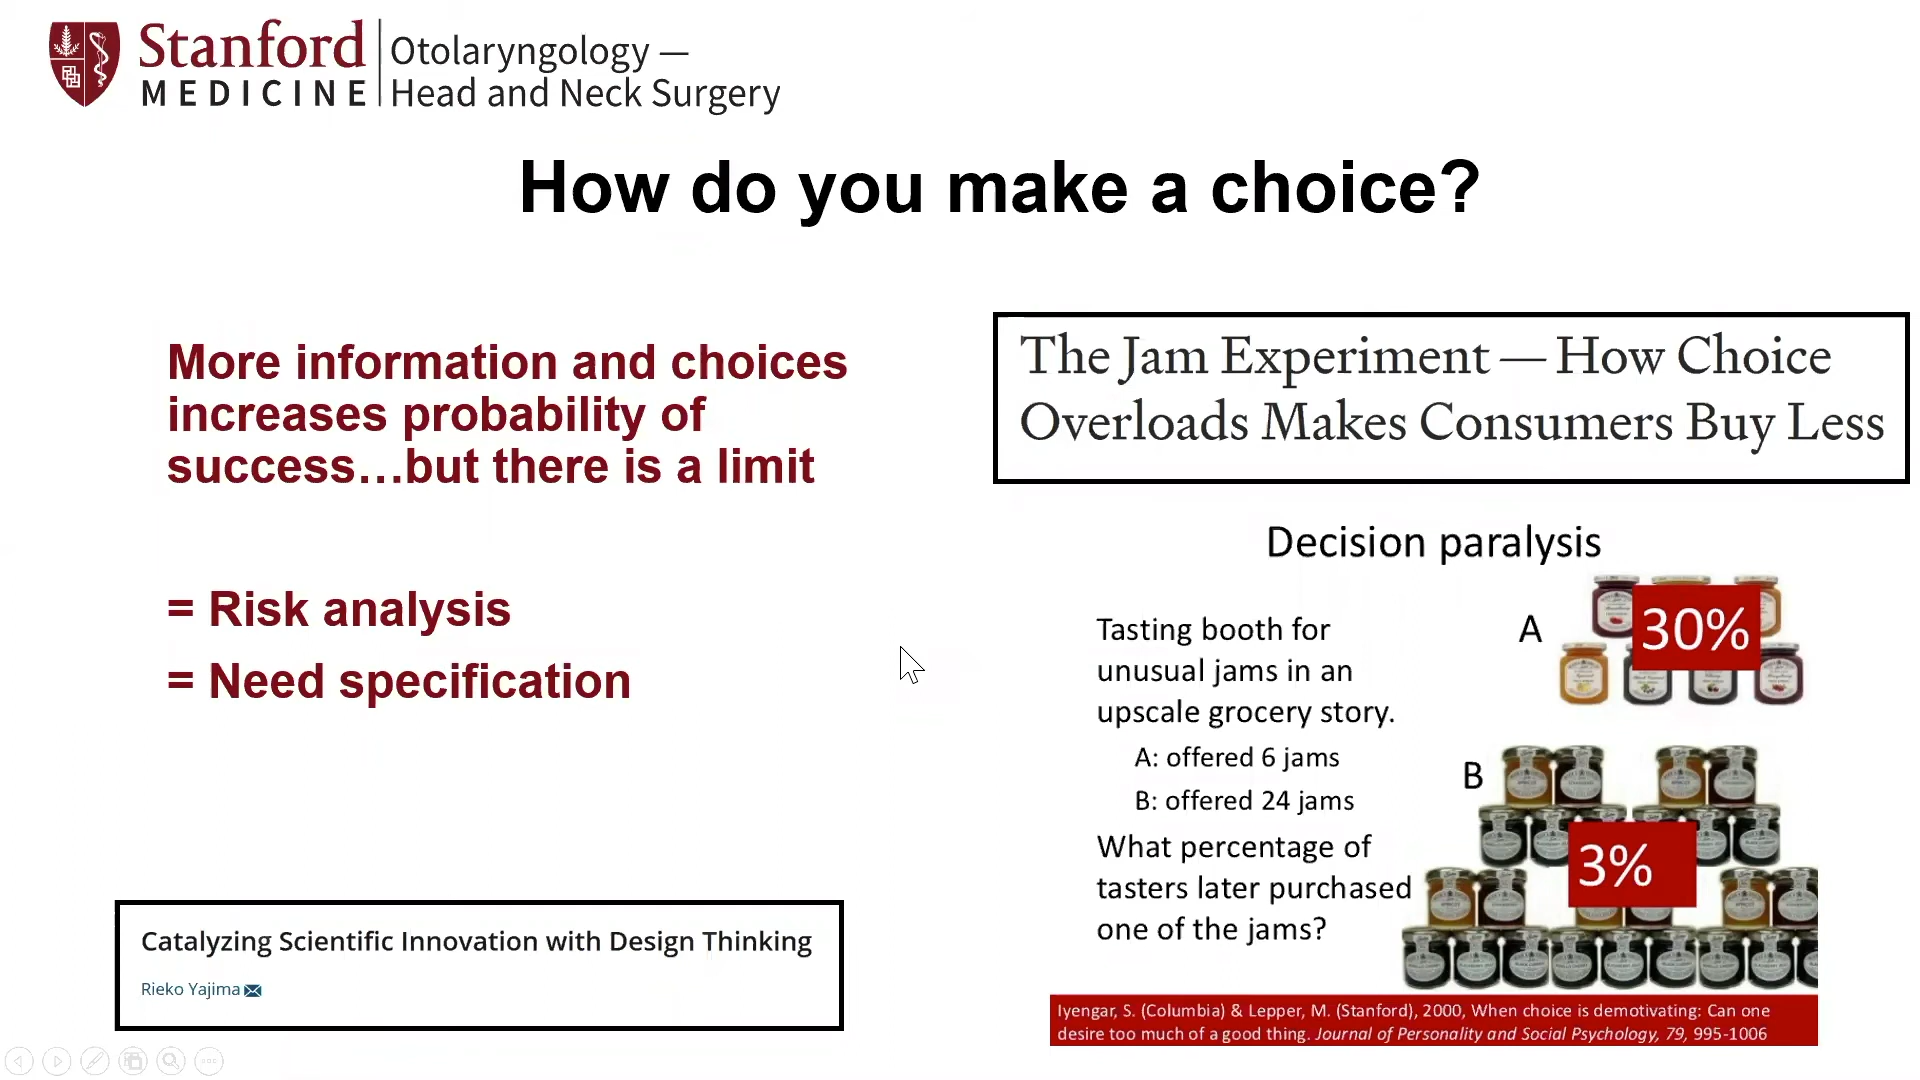 Stanford
MEDICINE
Otolaryngology —
Head and Neck Surgery
How do you make a choice?
More information and choices
increases probability of
success…but there is a limit
= Risk analysis
= Need specification
Catalyzing Scientific Innovation with Design Thinking
Rieko Yajima
The Jam Experiment — How Choice
Overloads Makes Consumers Buy Less
Decision paralysis
Tasting booth for
unusual jams in an
upscale grocery story.
A: offered 6 jams
B: offered 24 jams
What percentage of
tasters later purchased
one of the jams?
A
30%
B
3%
Iyengar, S. (Columbia) & Lepper, M. (Stanford), 2000, When choice is demotivating: Can one
desire too much of a good thing. Journal of Personality and Social Psychology, 79, 995-1006